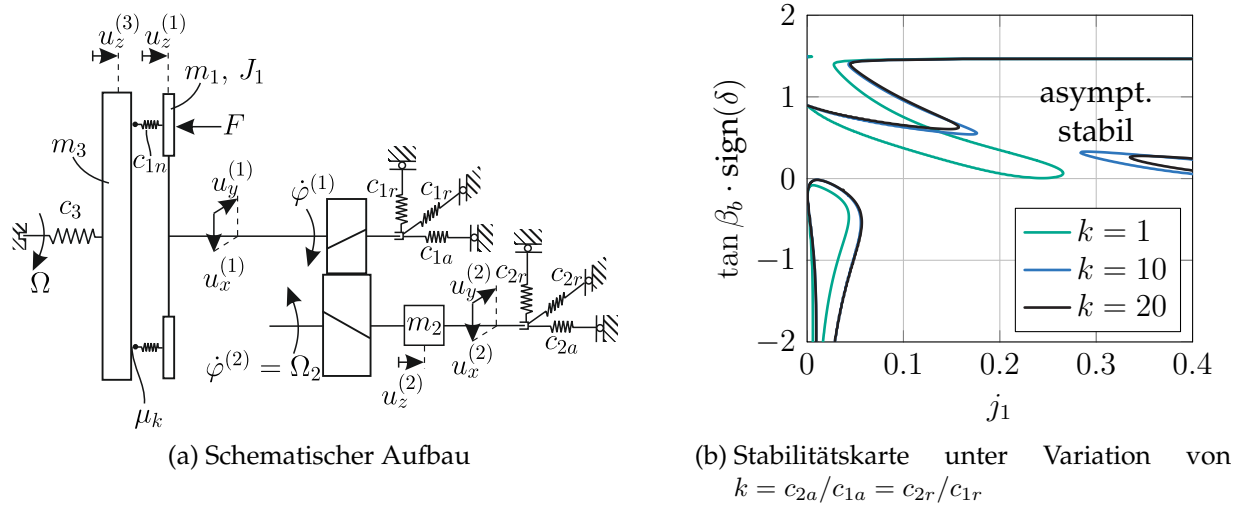 u_z^{(3)} u_z^{(1)}
m_1, J_1
F
m_3
c_{1n}
c_3
Ω
μ_k
u_y^{(1)}
u_x^{(1)}
φ̇^{(1)}
c_{1r} c_{1r}
c_{1a}
φ̇^{(2)} = Ω_2
m_2
u_z^{(2)}
u_y^{(2)}
u_x^{(2)}
c_{2r} c_{2r}
c_{2a}
(a) Schematischer Aufbau
tan β_b · sign(δ)
2
1
0
−1
−2
0 0.1 0.2 0.3 0.4
j_1
asympt.
stabil
k = 1
k = 10
k = 20
(b) Stabilitätskarte unter Variation von
k = c_{2a}/c_{1a} = c_{2r}/c_{1r}